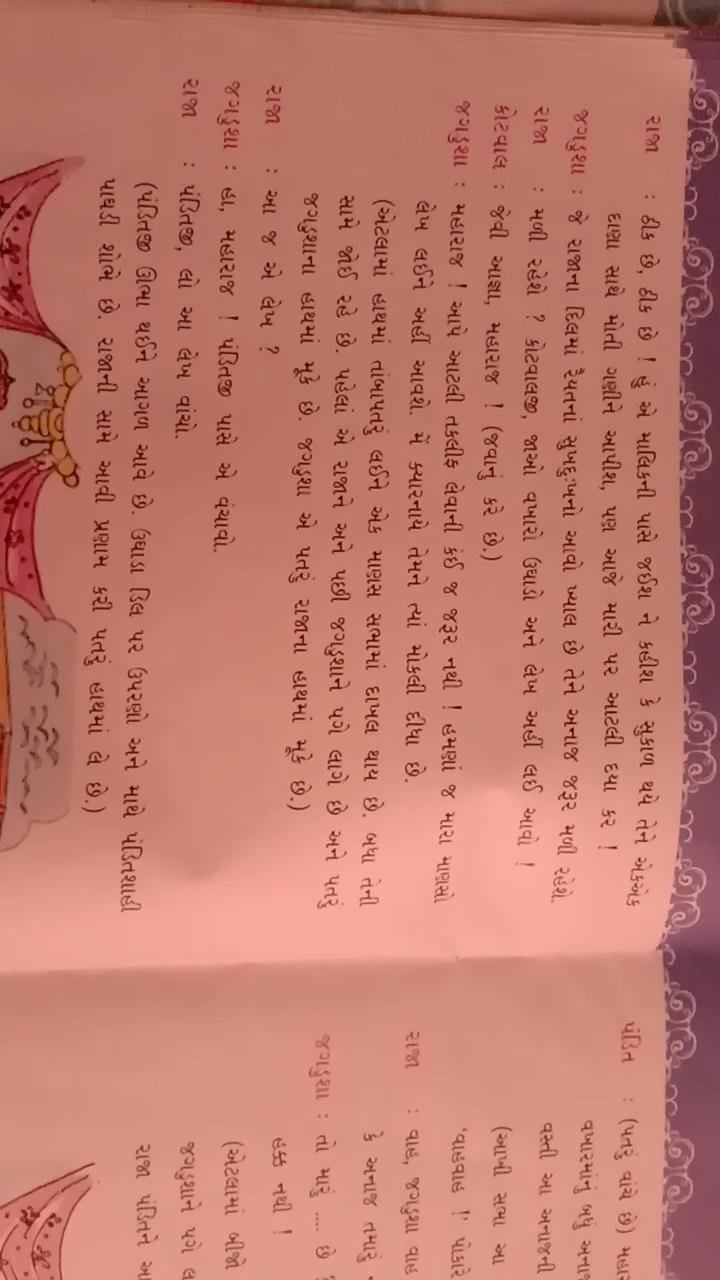 રાજા : ઠીક છે, ઠીક છે ! હું એ માલિકની પાસે જઈશ ને કહીશ કે સુકાળ થયે તેને એકએક
દાણા સાથે મોતી ગણીને આપીશ, પણ આજે મારી પર આટલી દયા કર !
જગડુશા : જે રાજાના દિલમાં રૈયતનાં સુખદુ:ખનો આવો ખ્યાલ છે તેને અનાજ જરૂર મળી રહેશે
રાજા : મળી રહેશે ? કોટવાલજી, જાઓ વખારો ઉઘાડો અને લેખ અહીં લઈ આવો !
કોટવાલ : જેવી આજ્ઞા, મહારાજ ! (જવાનું કરે છે.)
જગડુશા : મહારાજ ! આપે આટલી તકલીફ લેવાની કંઈ જ જરૂર નથી ! હમણાં જ મારા માણસો
લેખ લઈને અહીં આવશે. મેં ક્યારનાયે તેમને ત્યાં મોકલી દીધા છે.
(એટલામાં હાથમાં તાંબાપતરું લઈને એક માણસ સભામાં દાખલ થાય છે. બધા તેની
સામે જોઈ રહે છે. પહેલાં એ રાજાને અને પછી જગડુશાને પગે લાગે છે અને પતરું
જગડુશાના હાથમાં મૂકે છે. જગડુશા એ પતરું રાજાના હાથમાં મૂકે છે.)
રાજા : આ જ એ લેખ ?
જગડુશા : હા, મહારાજ ! પંડિતજી પાસે એ વંચાવો.
રાજા : પંડિતજી, લો આ લેખ વાંચો.
(પંડિતજી ઊભા થઈને આગળ આવે છે. ઉઘાડા ડિલ પર ઉપરણો અને માથે પંડિતશાહી
પાઘડી શોભે છે. રાજાની સામે આવી પ્રણામ કરી પતરું હાથમાં લે છે.)
પંડિત : (પતરું વાંચે છે) મહા
વખારમાંનું બધું અના
વસ્તી આ અનાજની
(આખી સભા આ
'વાહવાહ !' પોકારે
રાજા : વાહ, જગડુશા વાહ
કે અનાજ તમારું
જગડુશા : તો મારું .... છે
હક્ક નથી !
(એટલામાં બીજો
જગડુશાને પગે લ
રાજા પંડિતને આ